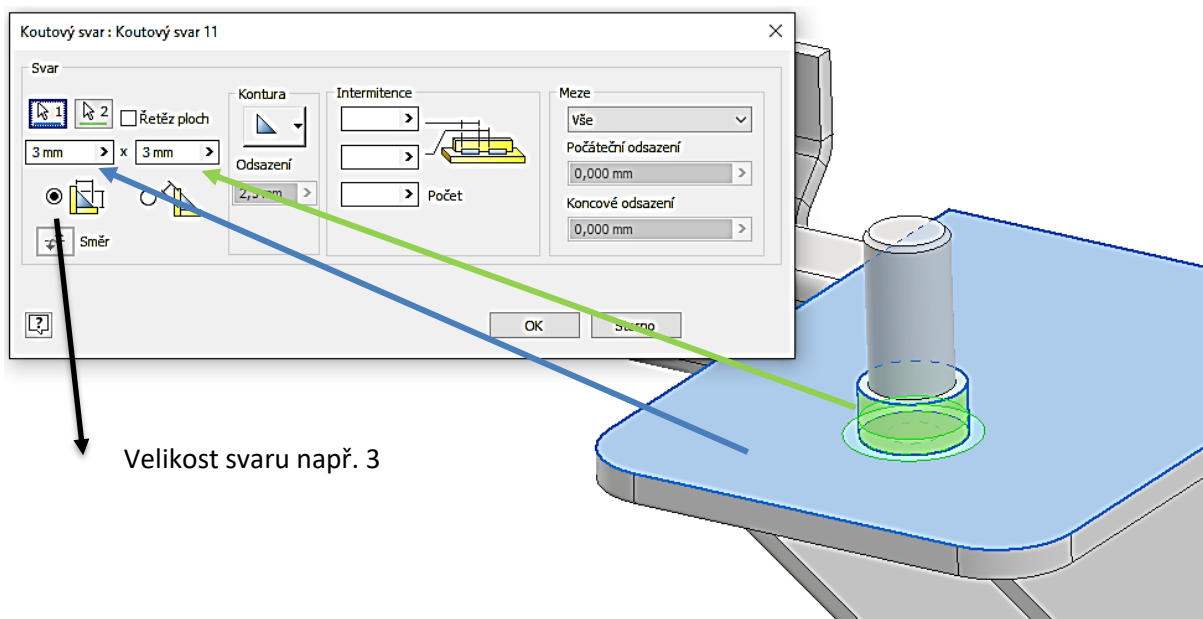 Koutový svar : Koutový svar 11
Svar
1
2
Řetěz ploch
3 mm
x
3 mm
Směr
Kontura
Odsazení
Intermitence
Počet
Meze
Vše
Počáteční odsazení
0,000 mm
Koncové odsazení
0,000 mm
?
OK
Storno
Velikost svaru např. 3